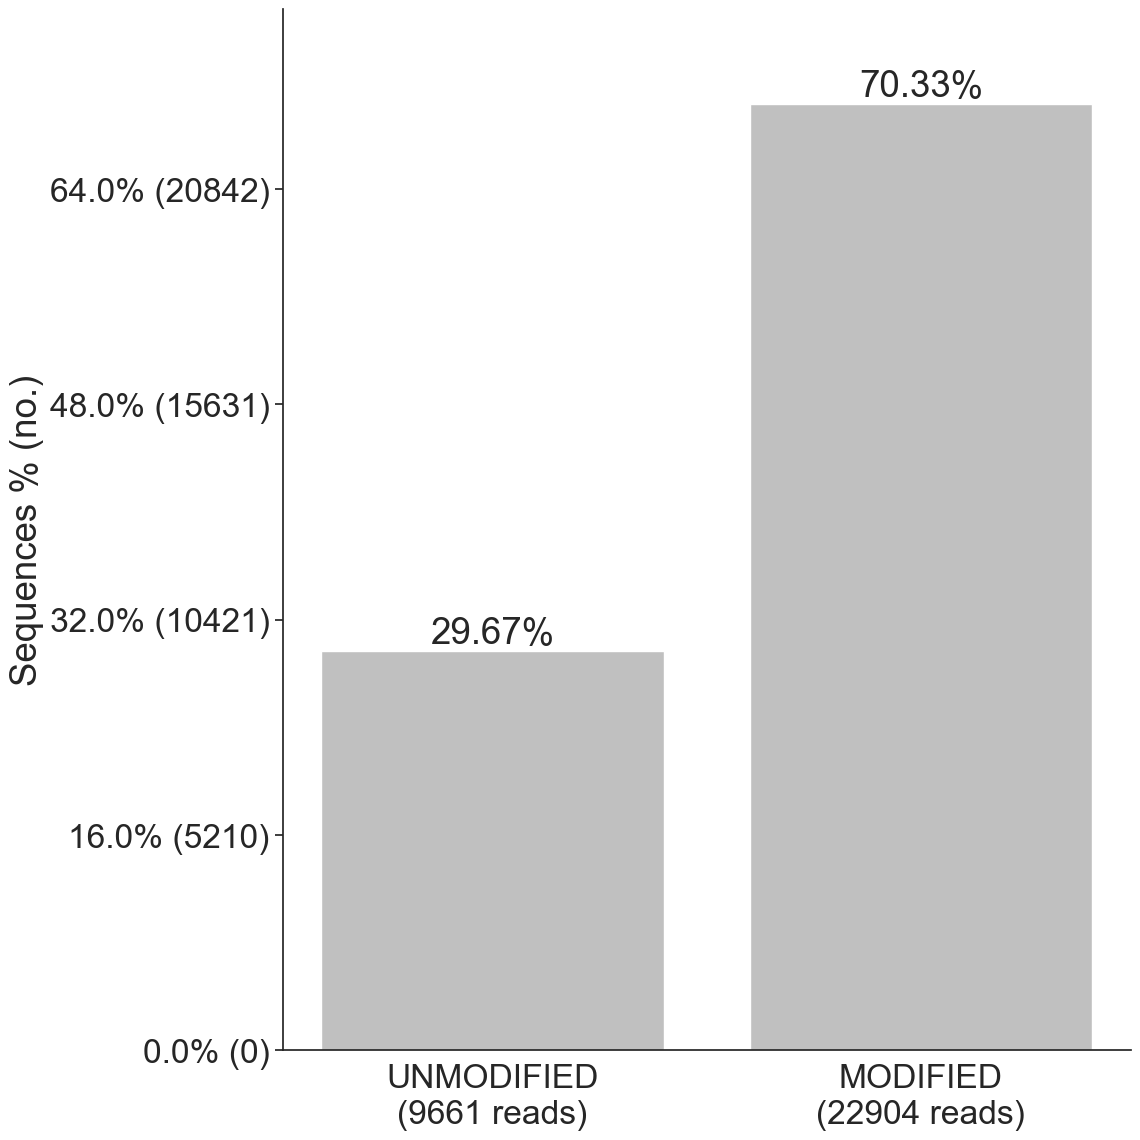 Sequences % (no.)
64.0% (20842)
48.0% (15631)
32.0% (10421)
16.0% (5210)
0.0% (0)
29.67%
70.33%
UNMODIFIED
(9661 reads)
MODIFIED
(22904 reads)